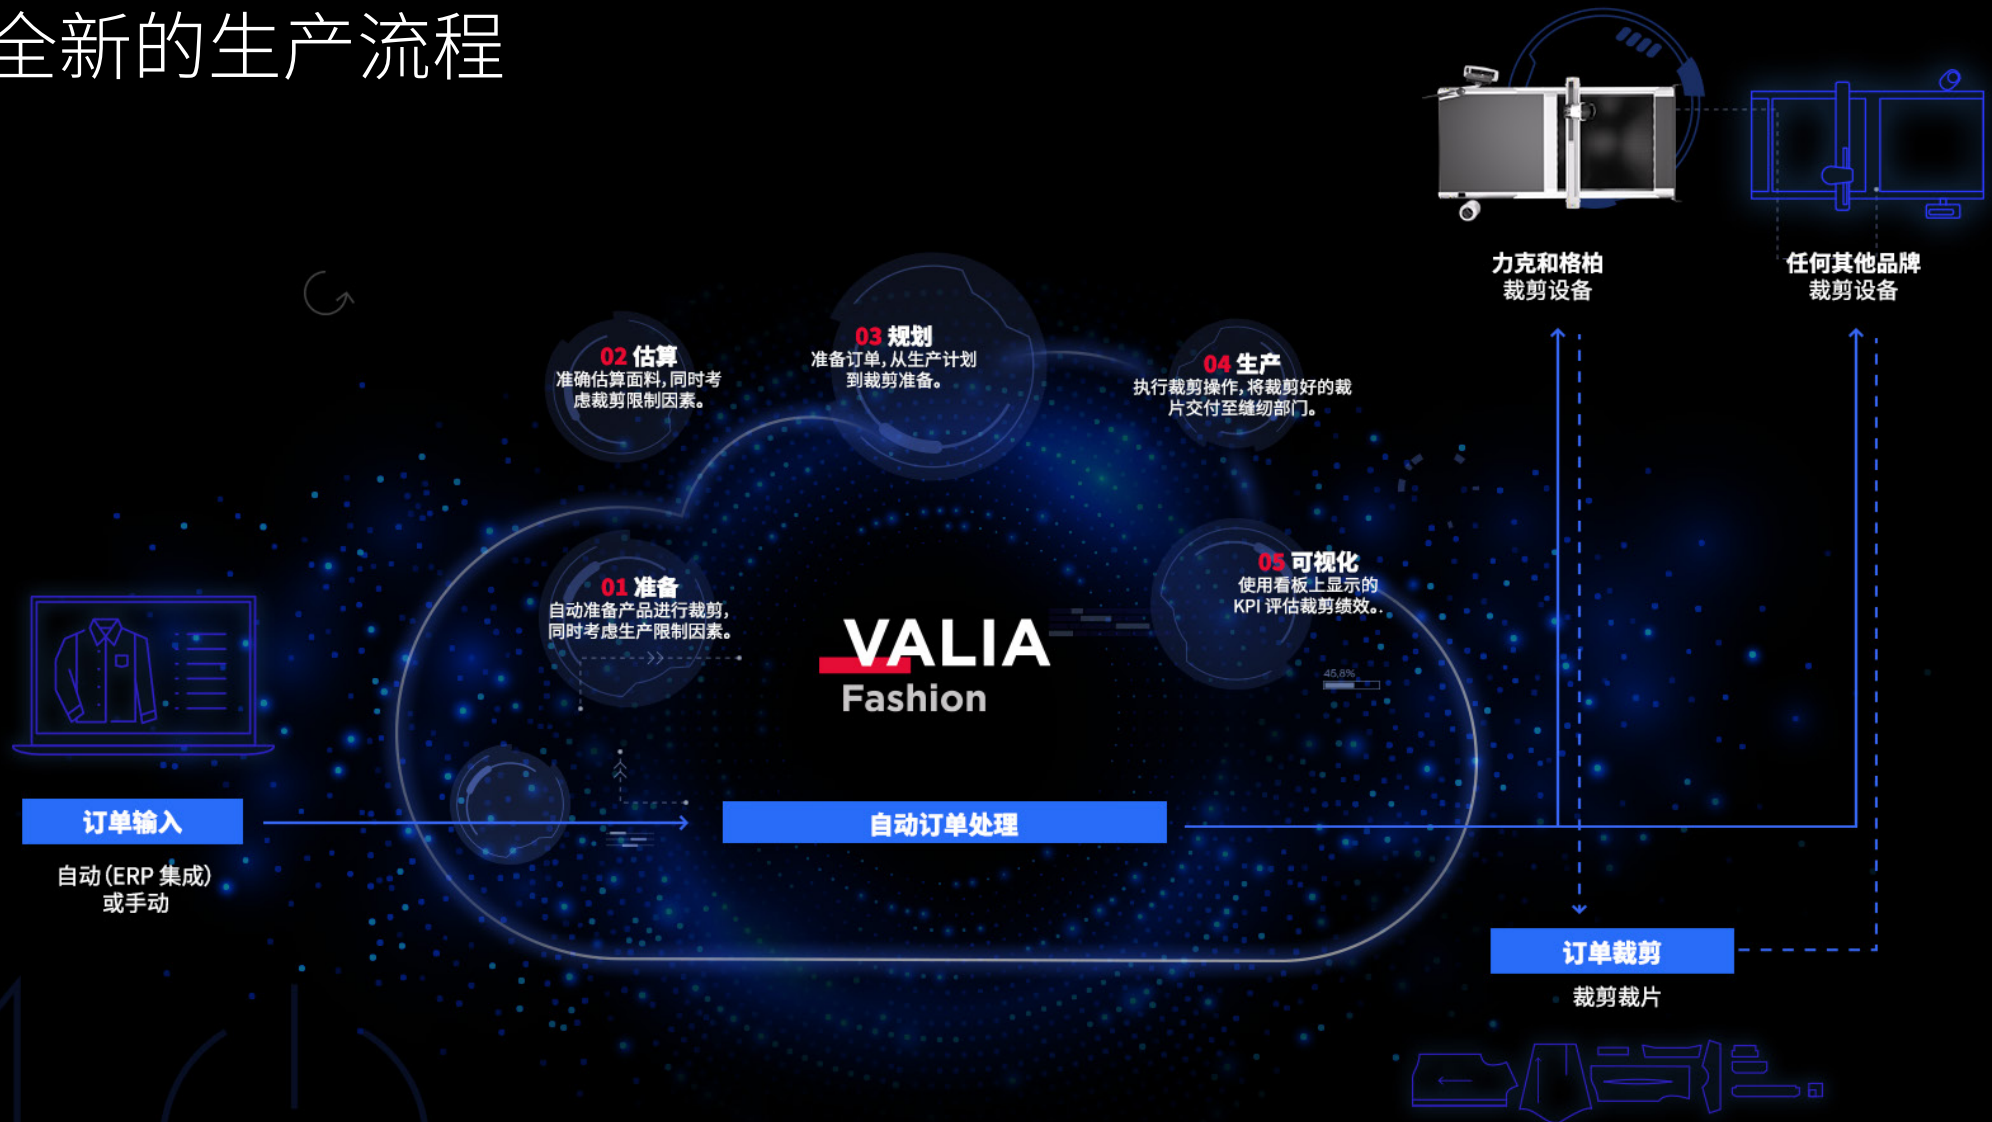 全新的生产流程
力克和格柏
裁剪设备
任何其他品牌
裁剪设备
02 估算
准确估算面料,同时考
虑裁剪限制因素。
03 规划
准备订单,从生产计划
到裁剪准备。
04 生产
执行裁剪操作,将裁剪好的裁
片交付至缝纫部门。
01 准备
自动准备产品进行裁剪,
同时考虑生产限制因素。
05 可视化
使用看板上显示的
KPI 评估裁剪绩效。.
45,8%
VALIA
Fashion
订单输入
自动(ERP 集成)
或手动
自动订单处理
订单裁剪
裁剪裁片